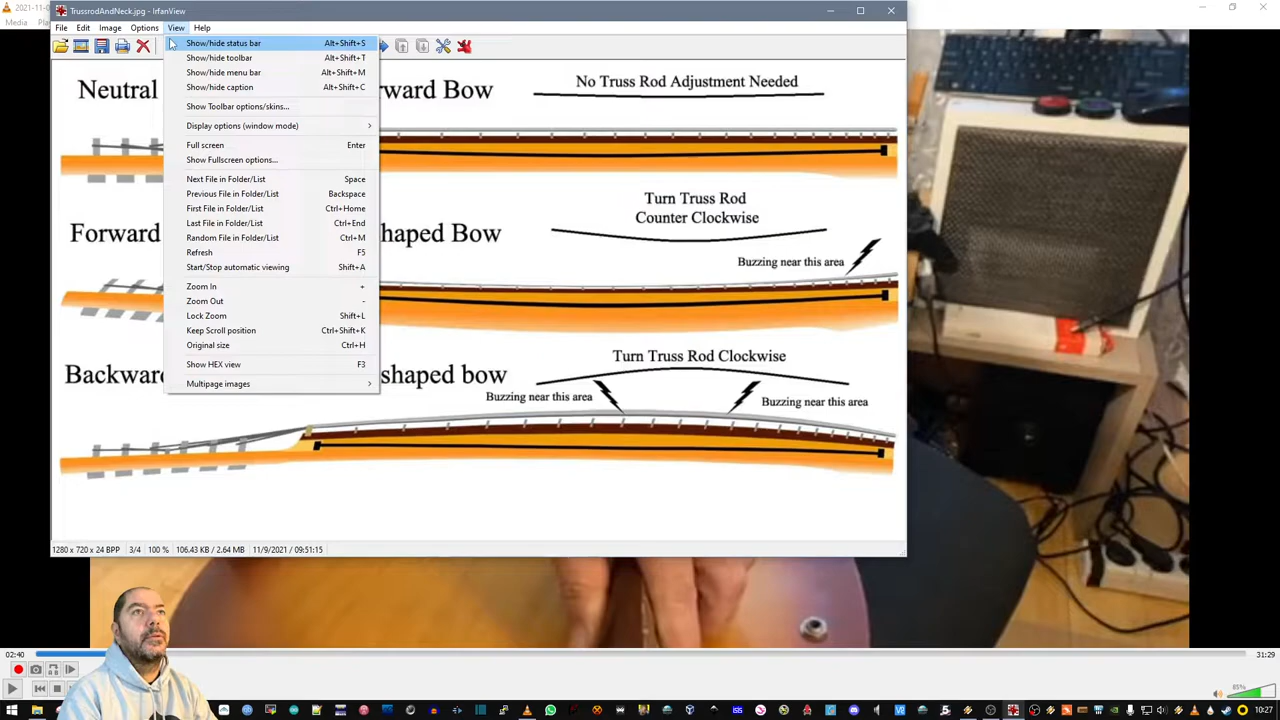 2021-11-0
TrussrodAndNeck.jpg - IrfanView
Media
File Edit Image Options View Help
Show/hide status bar Alt+Shift+S
Show/hide toolbar Alt+Shift+T
Show/hide menu bar Alt+Shift+M
Show/hide caption Alt+Shift+C
Show Toolbar options/skins...
Display options (window mode)
Full screen Enter
Show Fullscreen options...
Next File in Folder/List Space
Previous File in Folder/List Backspace
First File in Folder/List Ctrl+Home
Last File in Folder/List Ctrl+End
Random File in Folder/List Ctrl+M
Refresh F5
Start/Stop automatic viewing Shift+A
Zoom In +
Zoom Out -
Lock Zoom Shift+L
Keep Scroll position Ctrl+Shift+K
Original size Ctrl+H
Show HEX view F3
Multipage images
Neutral ward Bow
No Truss Rod Adjustment Needed
Turn Truss Rod
Counter Clockwise
Forward shaped Bow
Buzzing near this area
Turn Truss Rod Clockwise
Backward shaped bow
Buzzing near this area
Buzzing near this area
1280 x 720 x 24 BPP 3/4 100 % 106.43 KB / 2.64 MB 11/9/2021 / 09:51:15
02:40 31:29
85%
10:27